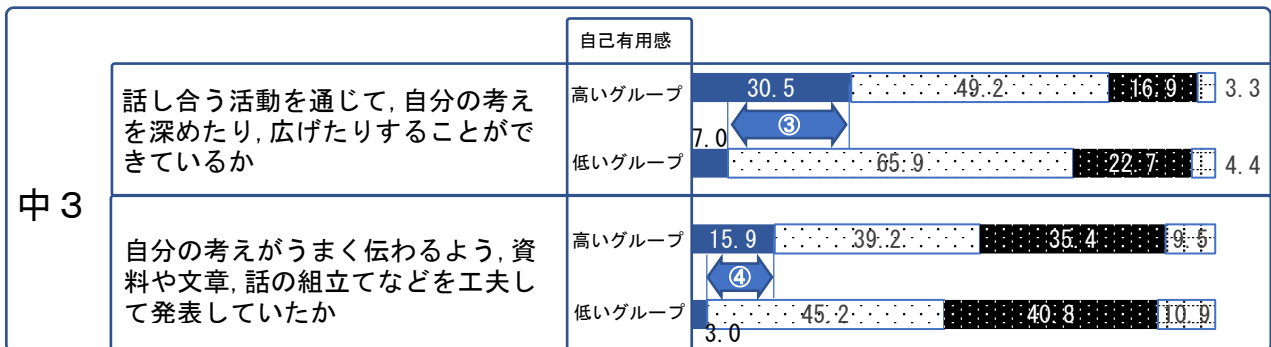 自己有用感
中３
話し合う活動を通じて,自分の考え
を深めたり,広げたりすることがで
きているか
高いグループ
30.5
49.2
16.9
3.3
③
7.0
低いグループ
65.9
22.7
4.4
自分の考えがうまく伝わるよう,資
料や文章,話の組立てなどを工夫し
て発表していたか
高いグループ
15.9
39.2
35.4
9.5
④
低いグループ
3.0
45.2
40.8
10.9